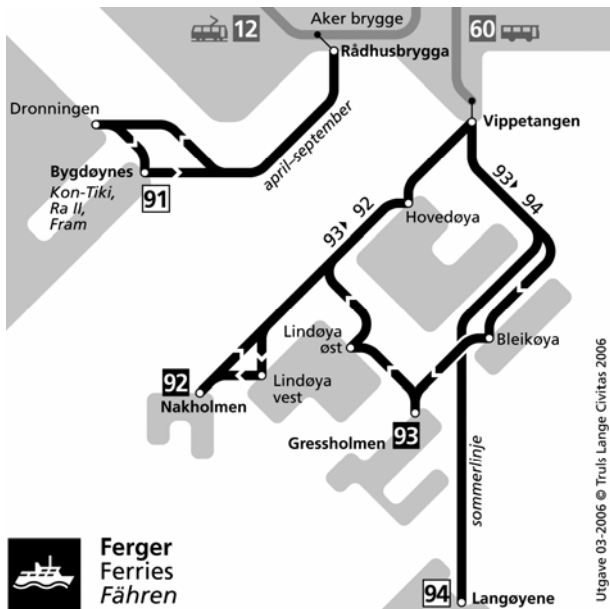 Aker brygge
12
60
Rådhusbrygga
Dronningen
Vippetangen
april–september
Bygdøynes
Kon-Tiki,
Ra II,
Fram
91
93 92
93 94
Hovedøya
Lindøya
øst
Bleikøya
92
Lindøya
vest
Nakholmen
Gressholmen 93
sommerlinje
Ferger
Ferries
Fähren
94 Langøyene
Utgave 03-2006 © Truls Lange Civitas 2006